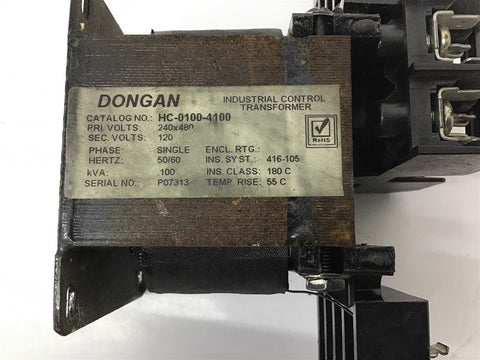 DONGAN
INDUSTRIAL CONTROL
TRANSFORMER
CATALOG NO.: HC-0100-4100
PRI. VOLTS: 240x480
SEC. VOLTS: 120
RoHS
PHASE: SINGLE ENCL. RTG.:
HERTZ: 50/60 INS. SYST.: 416-105
kVA: .100 INS. CLASS: 180 C
SERIAL NO.: P07313 TEMP. RISE: 55 C